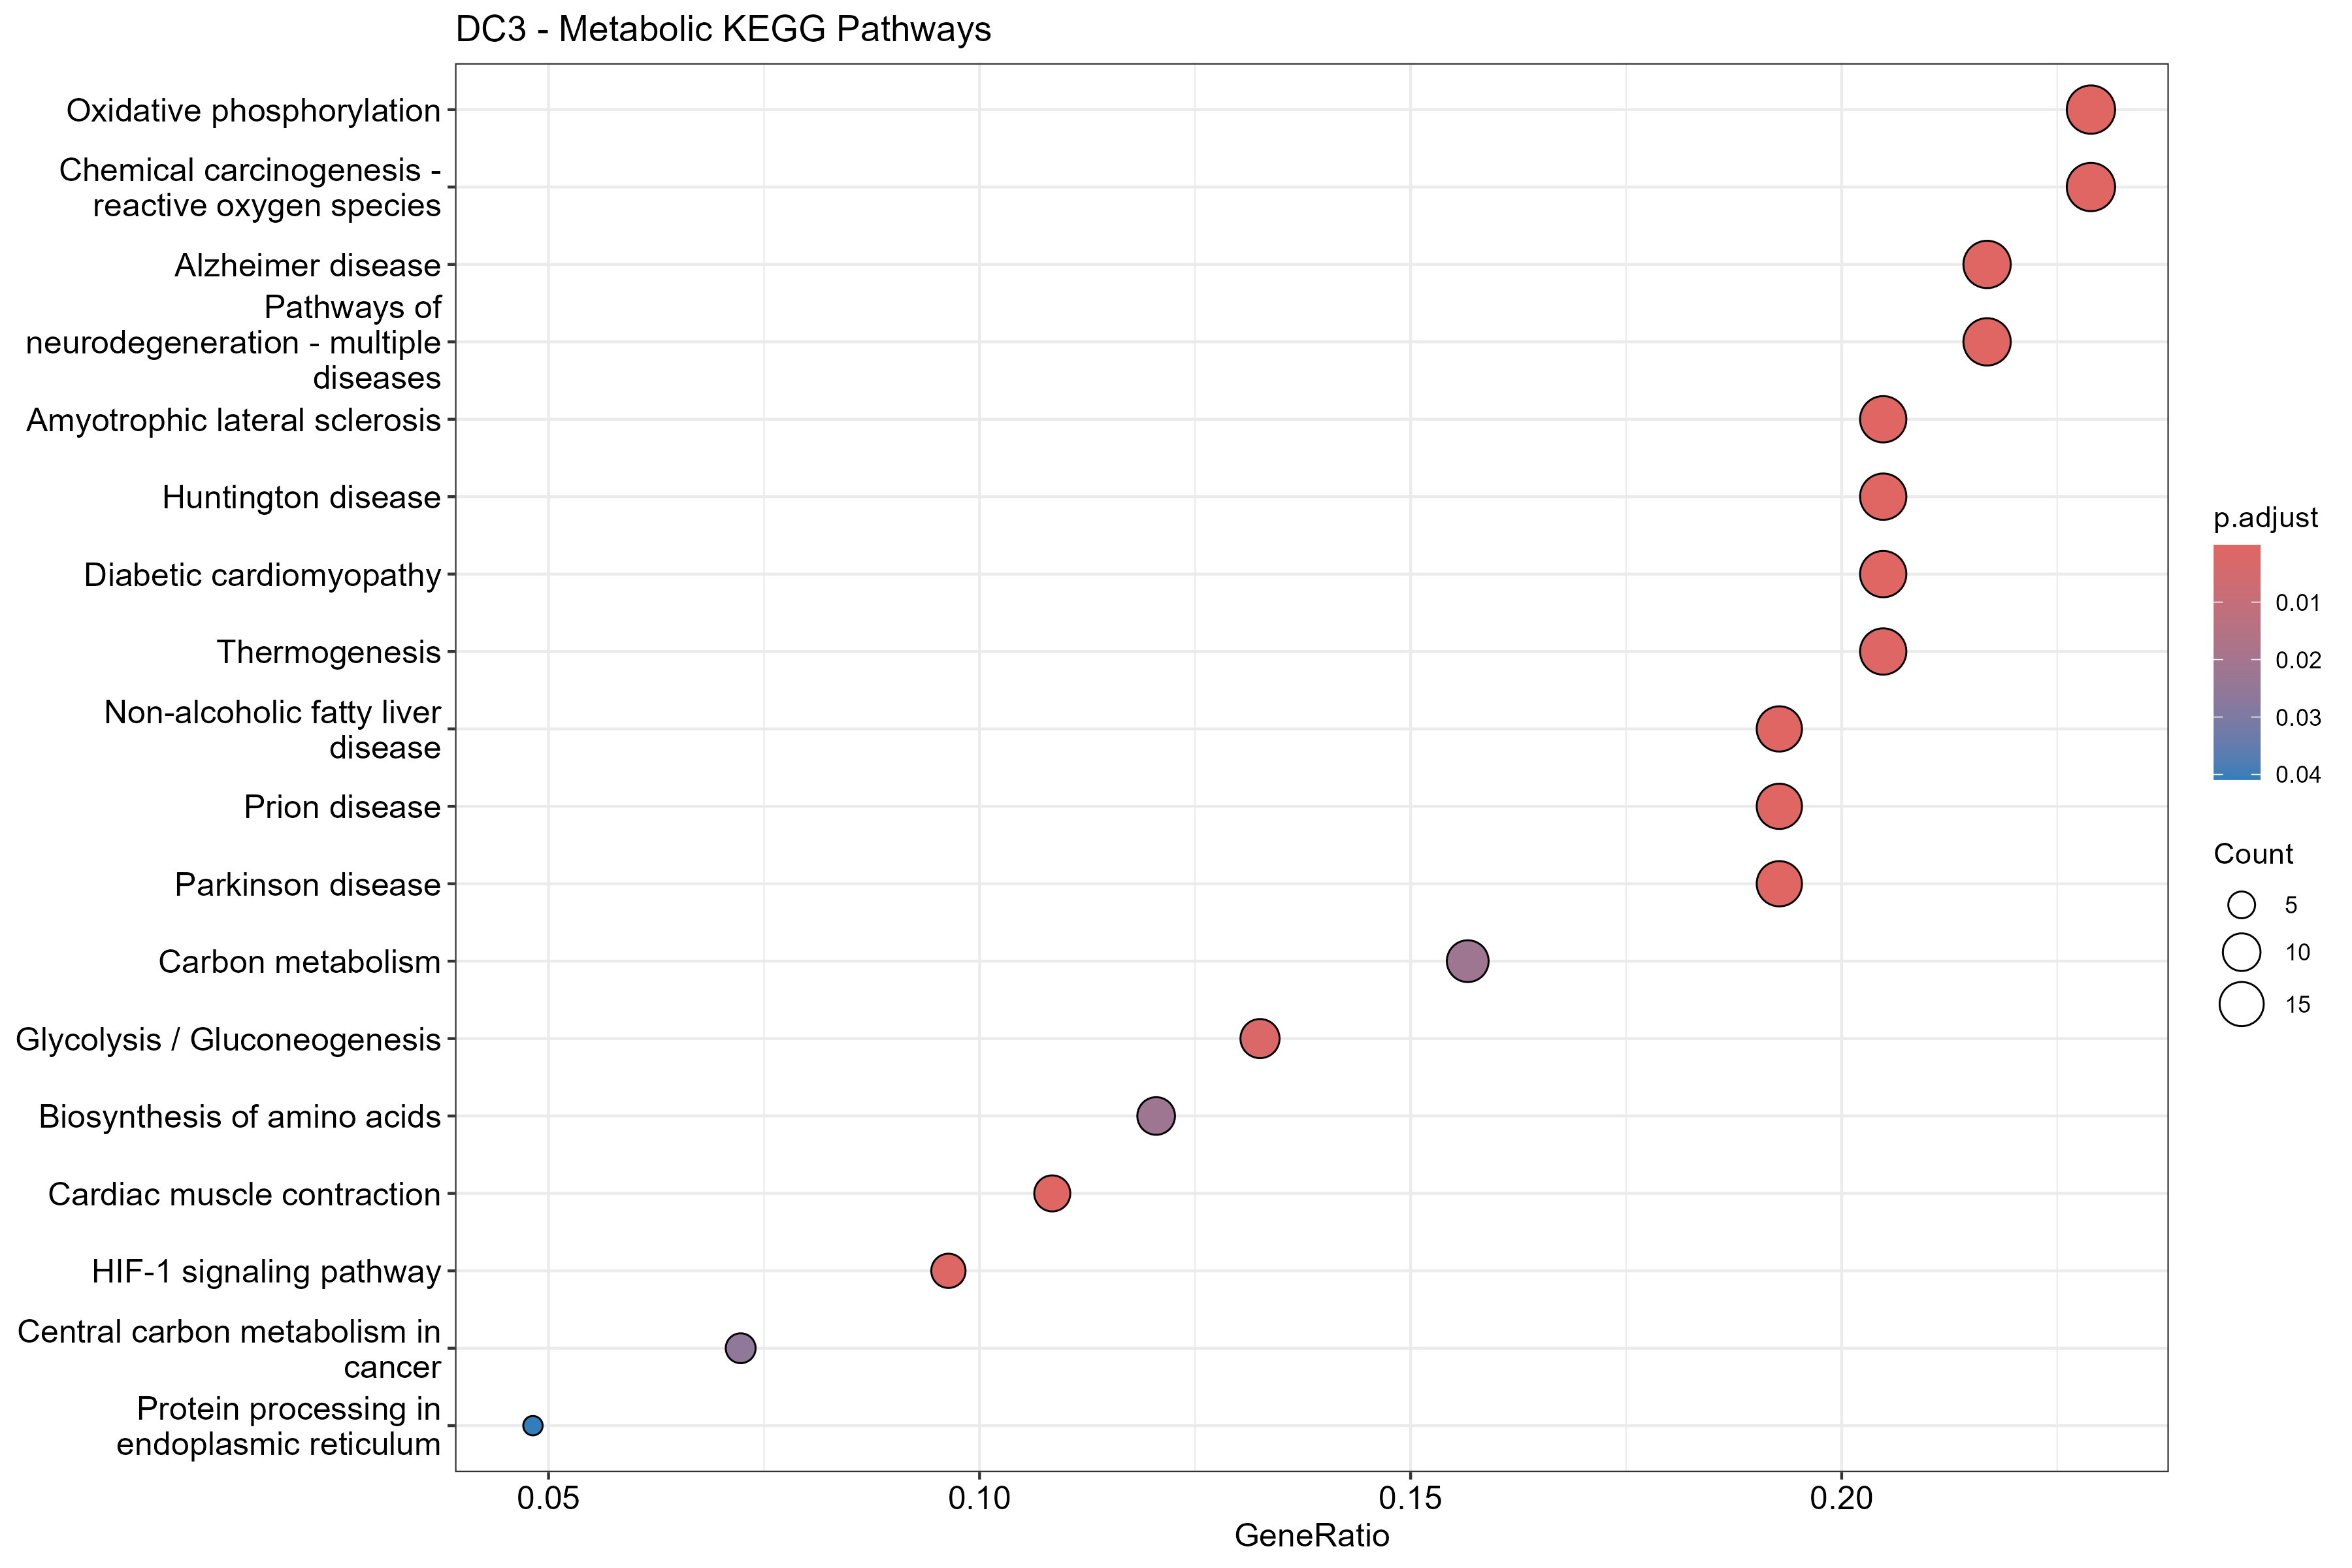 DC3 - Metabolic KEGG Pathways
Oxidative phosphorylation
Chemical carcinogenesis -
reactive oxygen species
Alzheimer disease
Pathways of
neurodegeneration - multiple
diseases
Amyotrophic lateral sclerosis
Huntington disease
Diabetic cardiomyopathy
Thermogenesis
Non-alcoholic fatty liver
disease
Prion disease
Parkinson disease
Carbon metabolism
Glycolysis / Gluconeogenesis
Biosynthesis of amino acids
Cardiac muscle contraction
HIF-1 signaling pathway
Central carbon metabolism in
cancer
Protein processing in
endoplasmic reticulum
0.05 0.10 0.15 0.20
GeneRatio
p.adjust
0.01
0.02
0.03
0.04
Count
5
10
15